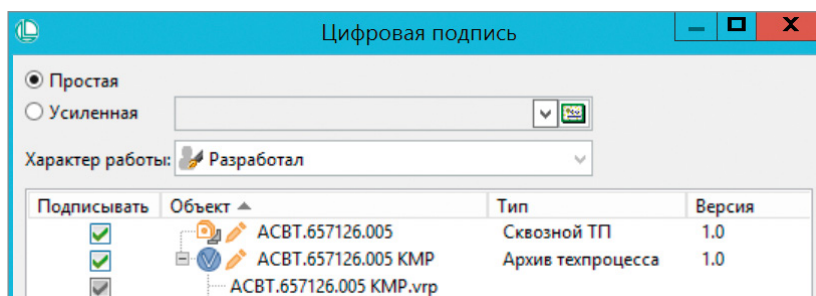 Цифровая подпись
Простая
Усиленная
Характер работы: Разработал
Подписывать Объект Тип Версия
АСВТ.657126.005 Сквозной ТП 1.0
АСВТ.657126.005 КМР Архив техпроцесса 1.0
АСВТ.657126.005 КМР.vrp